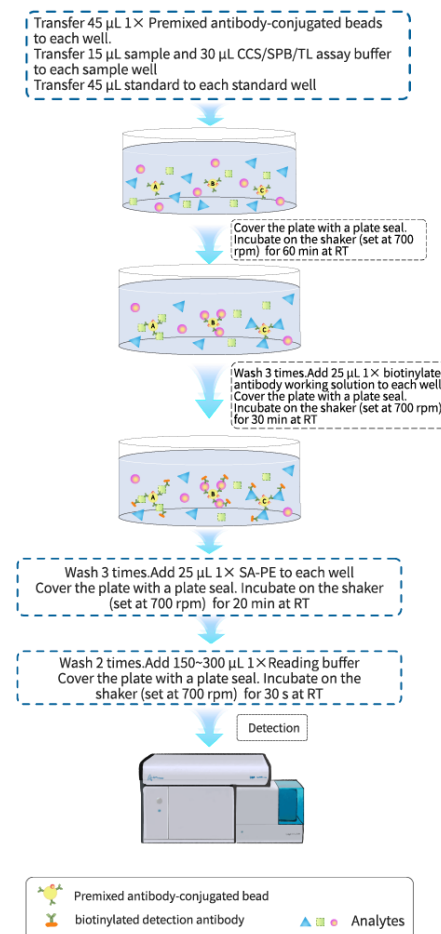 Transfer 45 μL 1× Premixed antibody-conjugated beads
to each well.
Transfer 15 μL sample and 30 μL CCS/SPB/TL assay buffer
to each sample well
Transfer 45 μL standard to each standard well
A
B
C
Cover the plate with a plate seal.
Incubate on the shaker (set at 700
rpm) for 60 min at RT
A
B
C
Wash 3 times.Add 25 μL 1× biotinylate
antibody working solution to each well
Cover the plate with a plate seal.
Incubate on the shaker (set at 700 rpm)
for 30 min at RT
A
B
C
Wash 3 times.Add 25 μL 1× SA-PE to each well
Cover the plate with a plate seal. Incubate on the shaker
(set at 700 rpm) for 20 min at RT
Wash 2 times.Add 150~300 μL 1×Reading buffer
Cover the plate with a plate seal. Incubate on the
shaker (set at 700 rpm) for 30 s at RT
Detection
Premixed antibody-conjugated bead
biotinylated detection antibody
Analytes